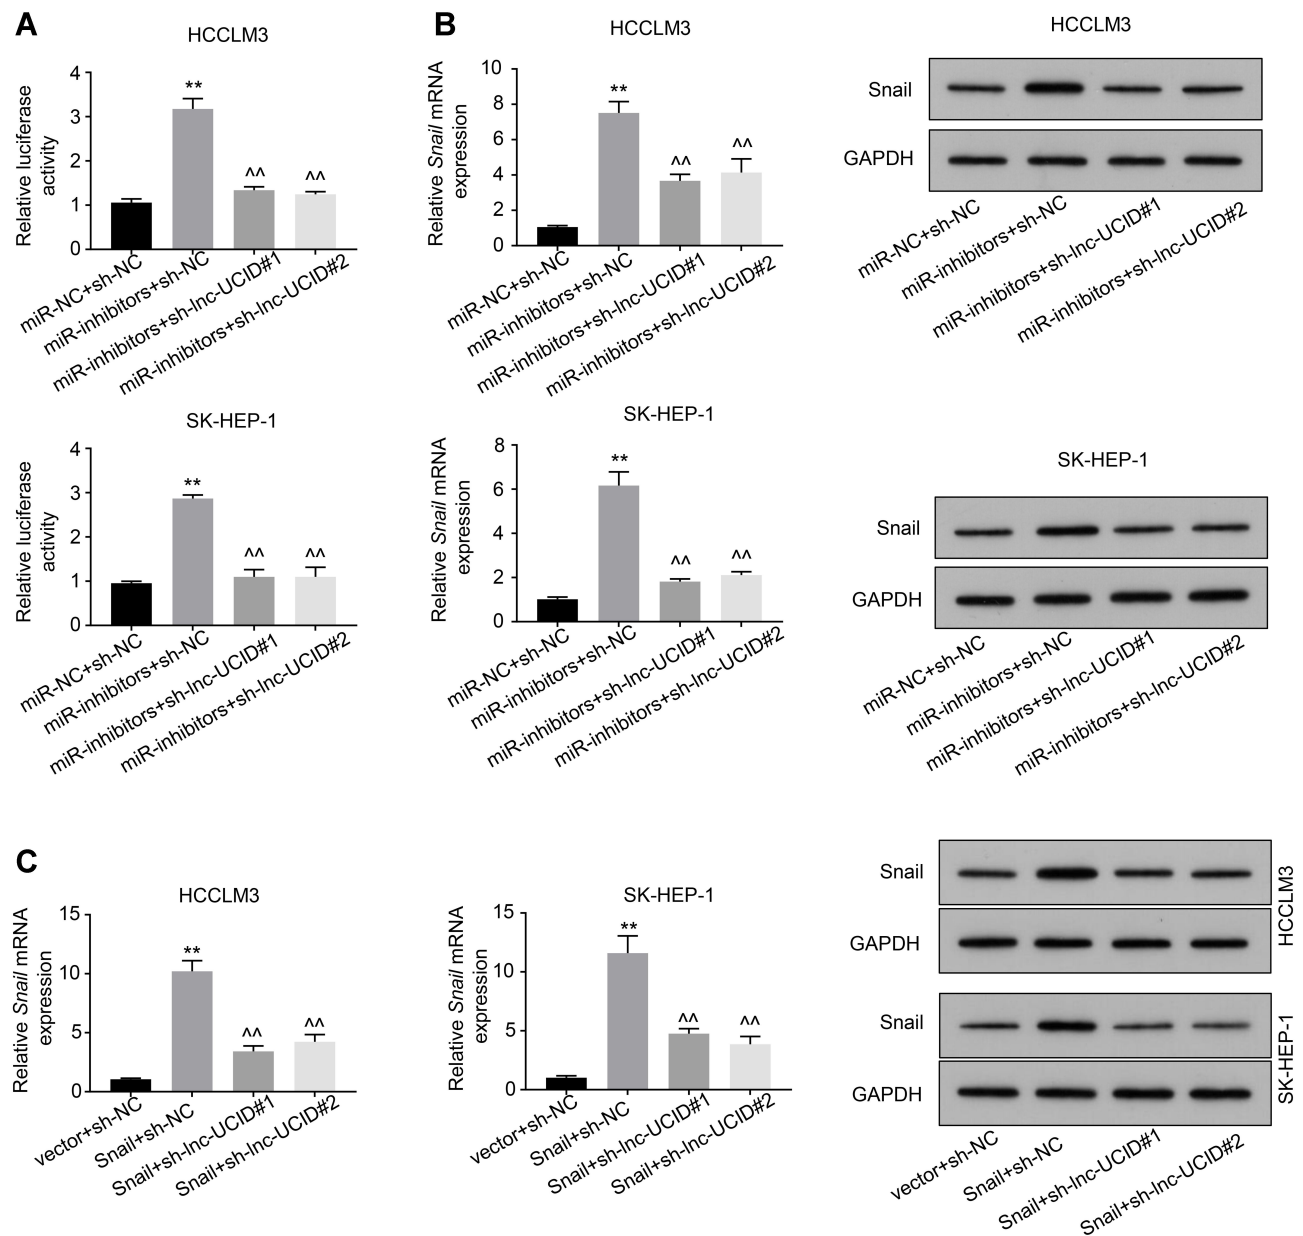 A
HCCLM3
Relative luciferase
activity
4
3
2
1
0
**
^^
^^
miR-NC+sh-NC
miR-inhibitors+sh-NC
miR-inhibitors+sh-lnc-UCID#1
miR-inhibitors+sh-lnc-UCID#2
SK-HEP-1
Relative luciferase
activity
4
3
2
1
0
**
^^
^^
miR-NC+sh-NC
miR-inhibitors+sh-NC
miR-inhibitors+sh-lnc-UCID#1
miR-inhibitors+sh-lnc-UCID#2
B
HCCLM3
Relative Snail mRNA
expression
10
8
6
4
2
0
**
^^
^^
miR-NC+sh-NC
miR-inhibitors+sh-NC
miR-inhibitors+sh-lnc-UCID#1
miR-inhibitors+sh-lnc-UCID#2
HCCLM3
Snail
GAPDH
miR-NC+sh-NC
miR-inhibitors+sh-NC
miR-inhibitors+sh-lnc-UCID#1
miR-inhibitors+sh-lnc-UCID#2
SK-HEP-1
Relative Snail mRNA
expression
8
6
4
2
0
**
^^
^^
miR-NC+sh-NC
miR-inhibitors+sh-NC
miR-inhibitors+sh-lnc-UCID#1
miR-inhibitors+sh-lnc-UCID#2
SK-HEP-1
Snail
GAPDH
miR-NC+sh-NC
miR-inhibitors+sh-NC
miR-inhibitors+sh-lnc-UCID#1
miR-inhibitors+sh-lnc-UCID#2
C
HCCLM3
Relative Snail mRNA
expression
15
10
5
0
**
^^
^^
vector+sh-NC
Snail+sh-NC
Snail+sh-lnc-UCID#1
Snail+sh-lnc-UCID#2
SK-HEP-1
Relative Snail mRNA
expression
15
10
5
0
**
^^
^^
vector+sh-NC
Snail+sh-NC
Snail+sh-lnc-UCID#1
Snail+sh-lnc-UCID#2
Snail
GAPDH
HCCLM3
Snail
GAPDH
SK-HEP-1
vector+sh-NC
Snail+sh-NC
Snail+sh-lnc-UCID#1
Snail+sh-lnc-UCID#2